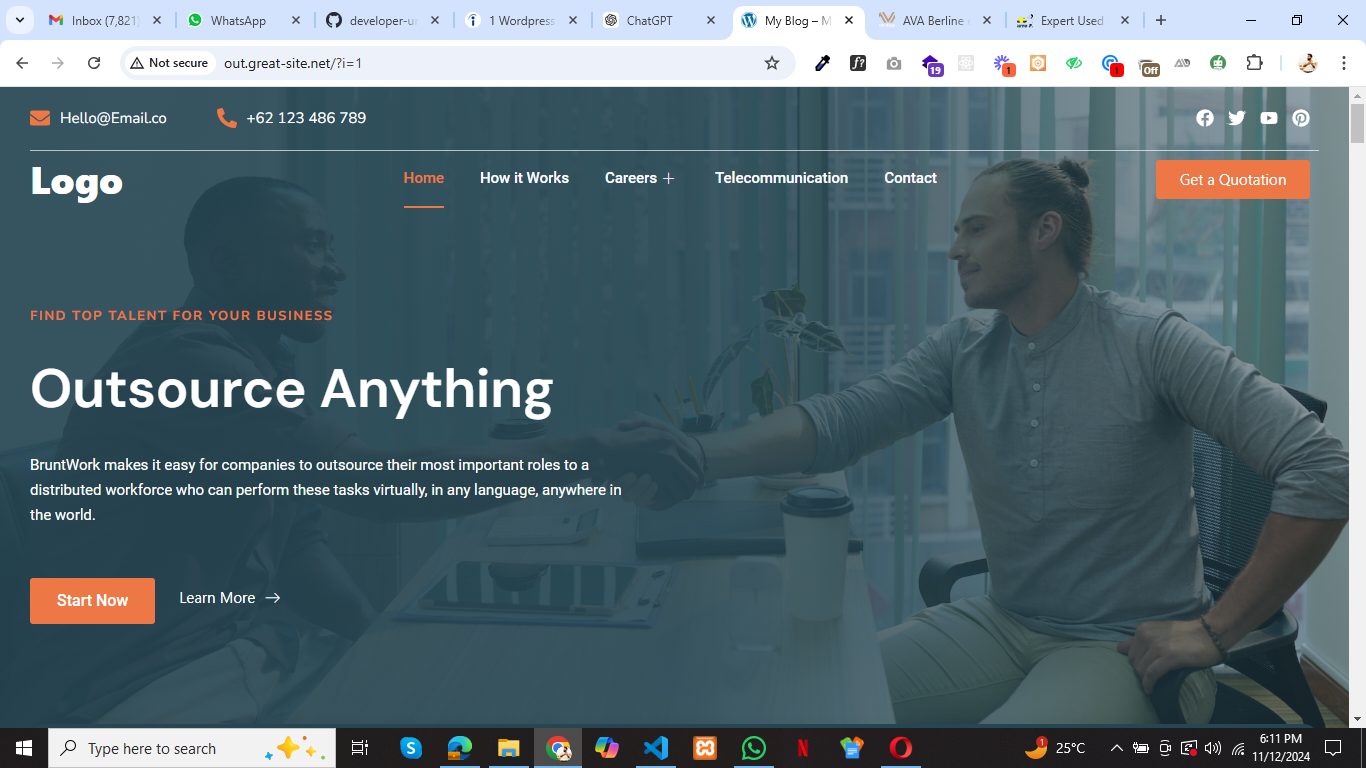 Inbox (7,821
WhatsApp
developer-ur
1 Wordpress
ChatGPT
My Blog – M
AVA Berline
Expert Used
Not secure
out.great-site.net/?i=1
f?
19
1
1
Off
Hello@Email.co
+62 123 486 789
Logo
Home
How it Works
Careers
Telecommunication
Contact
Get a Quotation
FIND TOP TALENT FOR YOUR BUSINESS
Outsource Anything
BruntWork makes it easy for companies to outsource their most important roles to a
distributed workforce who can perform these tasks virtually, in any language, anywhere in
the world.
Start Now
Learn More
Type here to search
1
25°C
6:11 PM
11/12/2024